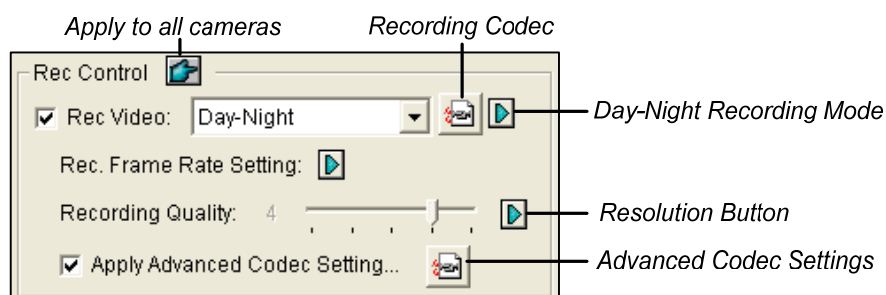 Apply to all cameras Recording Codec
Rec Control
Rec Video: Day-Night Day-Night Recording Mode
Rec. Frame Rate Setting:
Recording Quality: 4 Resolution Button
Apply Advanced Codec Setting... Advanced Codec Settings